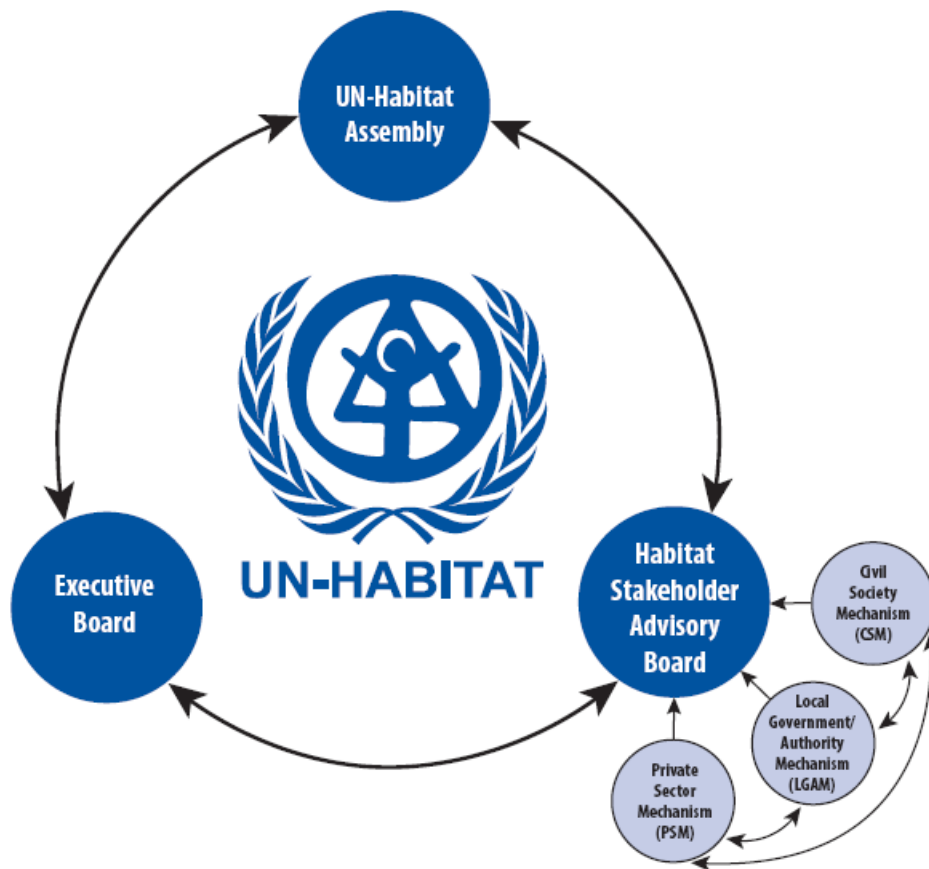 UN-Habitat
Assembly
UN-HABITAT
Executive
Board
Habitat
Stakeholder
Advisory
Board
Civil
Society
Mechanism
(CSM)
Local
Government/
Authority
Mechanism
(LGAM)
Private
Sector
Mechanism
(PSM)